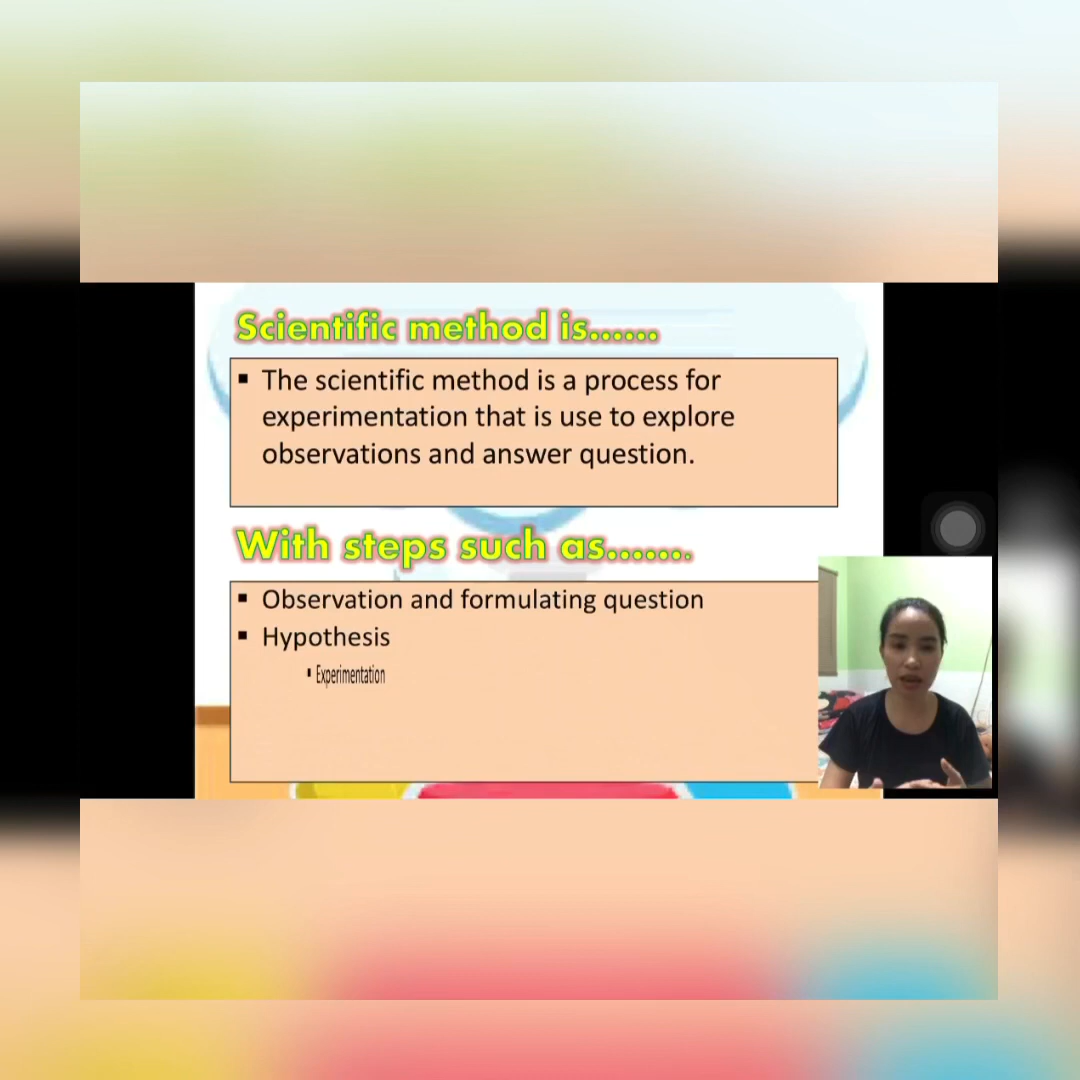 Scientific method is......
▪ The scientific method is a process for
experimentation that is use to explore
observations and answer question.
With steps such as.......
▪ Observation and formulating question
▪ Hypothesis
▪ Experimentation